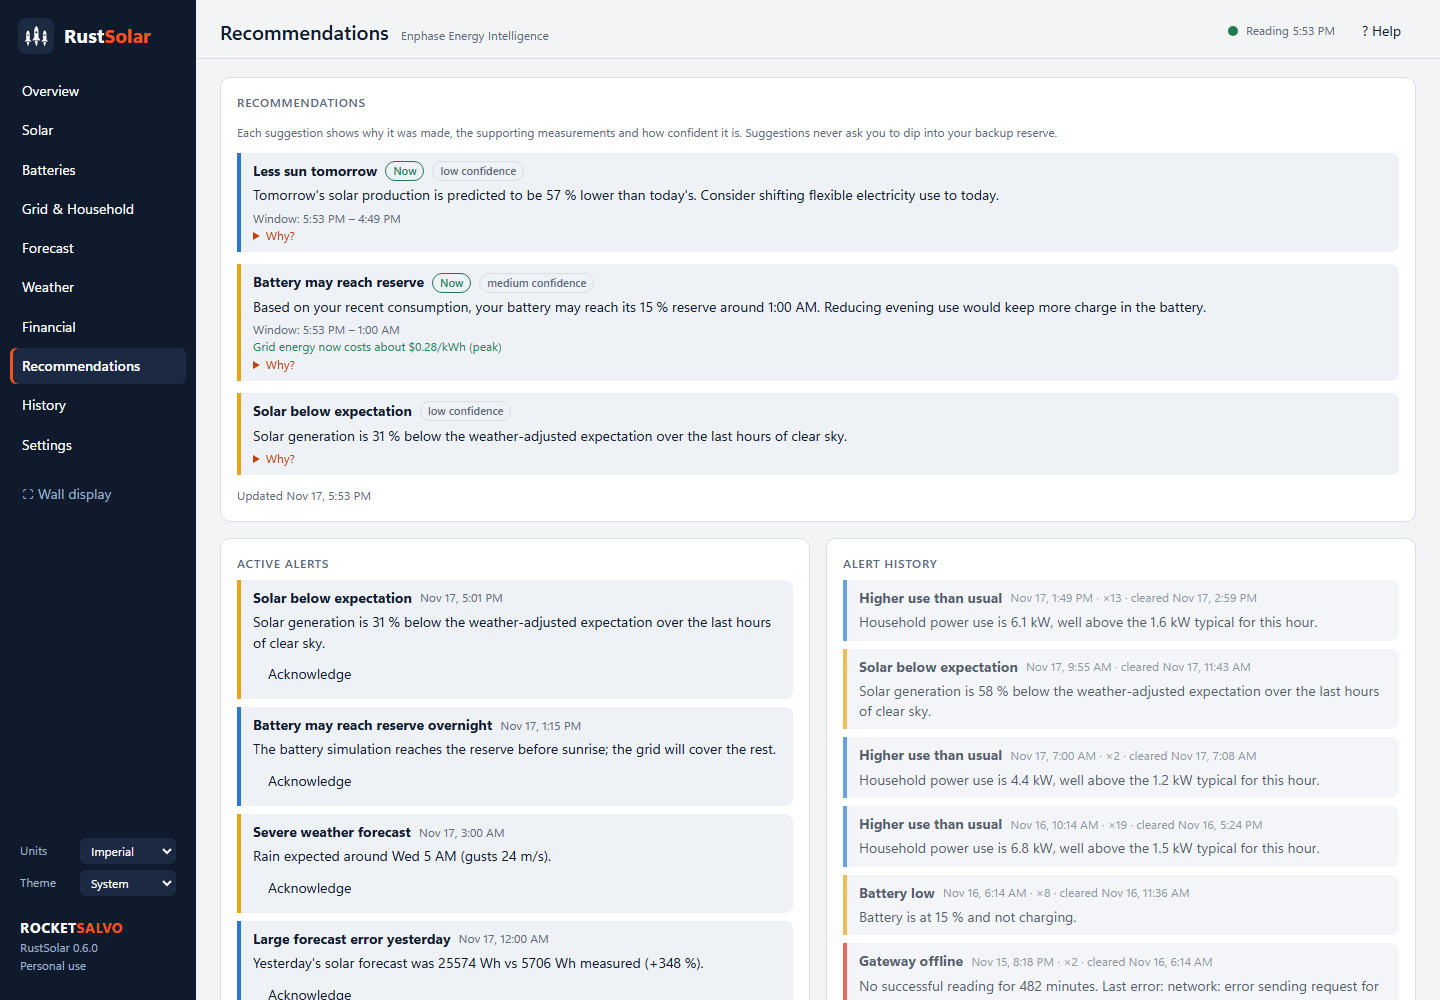 RustSolar
Overview
Solar
Batteries
Grid & Household
Forecast
Weather
Financial
Recommendations
History
Settings
Wall display
Units
Imperial
Theme
System
ROCKETSALVO
RustSolar 0.6.0
Personal use
Recommendations
Enphase Energy Intelligence
Reading 5:53 PM
? Help
RECOMMENDATIONS
Each suggestion shows why it was made, the supporting measurements and how confident it is. Suggestions never ask you to dip into your backup reserve.
Less sun tomorrow Now low confidence
Tomorrow's solar production is predicted to be 57 % lower than today's. Consider shifting flexible electricity use to today.
Window: 5:53 PM – 4:49 PM
Why?
Battery may reach reserve Now medium confidence
Based on your recent consumption, your battery may reach its 15 % reserve around 1:00 AM. Reducing evening use would keep more charge in the battery.
Window: 5:53 PM – 1:00 AM
Grid energy now costs about $0.28/kWh (peak)
Why?
Solar below expectation low confidence
Solar generation is 31 % below the weather-adjusted expectation over the last hours of clear sky.
Why?
Updated Nov 17, 5:53 PM
ACTIVE ALERTS
Solar below expectation Nov 17, 5:01 PM
Solar generation is 31 % below the weather-adjusted expectation over the last hours
of clear sky.
Acknowledge
Battery may reach reserve overnight Nov 17, 1:15 PM
The battery simulation reaches the reserve before sunrise; the grid will cover the rest.
Acknowledge
Severe weather forecast Nov 17, 3:00 AM
Rain expected around Wed 5 AM (gusts 24 m/s).
Acknowledge
Large forecast error yesterday Nov 17, 12:00 AM
Yesterday's solar forecast was 25574 Wh vs 5706 Wh measured (+348 %).
Acknowledge
ALERT HISTORY
Higher use than usual Nov 17, 1:49 PM · ×13 · cleared Nov 17, 2:59 PM
Household power use is 6.1 kW, well above the 1.6 kW typical for this hour.
Solar below expectation Nov 17, 9:55 AM · cleared Nov 17, 11:43 AM
Solar generation is 58 % below the weather-adjusted expectation over the last hours
of clear sky.
Higher use than usual Nov 17, 7:00 AM · ×2 · cleared Nov 17, 7:08 AM
Household power use is 4.4 kW, well above the 1.2 kW typical for this hour.
Higher use than usual Nov 16, 10:14 AM · ×19 · cleared Nov 16, 5:24 PM
Household power use is 6.8 kW, well above the 1.5 kW typical for this hour.
Battery low Nov 16, 6:14 AM · ×8 · cleared Nov 16, 11:36 AM
Battery is at 15 % and not charging.
Gateway offline Nov 15, 8:18 PM · ×2 · cleared Nov 16, 6:14 AM
No successful reading for 482 minutes. Last error: network: error sending request for